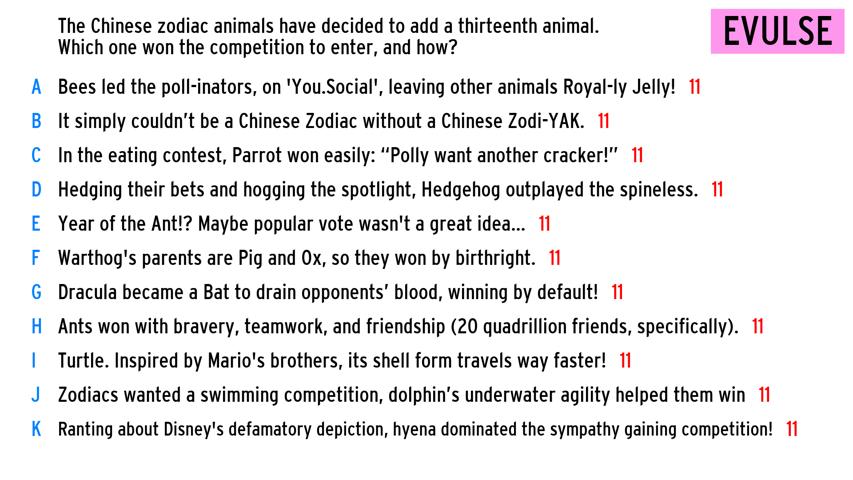 The Chinese zodiac animals have decided to add a thirteenth animal.
Which one won the competition to enter, and how?
EVULSE
A Bees led the poll-inators, on 'You.Social', leaving other animals Royal-ly Jelly! 11
B It simply couldn’t be a Chinese Zodiac without a Chinese Zodi-YAK. 11
C In the eating contest, Parrot won easily: “Polly want another cracker!” 11
D Hedging their bets and hogging the spotlight, Hedgehog outplayed the spineless. 11
E Year of the Ant!? Maybe popular vote wasn't a great idea... 11
F Warthog's parents are Pig and Ox, so they won by birthright. 11
G Dracula became a Bat to drain opponents’ blood, winning by default! 11
H Ants won with bravery, teamwork, and friendship (20 quadrillion friends, specifically). 11
I Turtle. Inspired by Mario's brothers, its shell form travels way faster! 11
J Zodiacs wanted a swimming competition, dolphin’s underwater agility helped them win 11
K Ranting about Disney's defamatory depiction, hyena dominated the sympathy gaining competition! 11